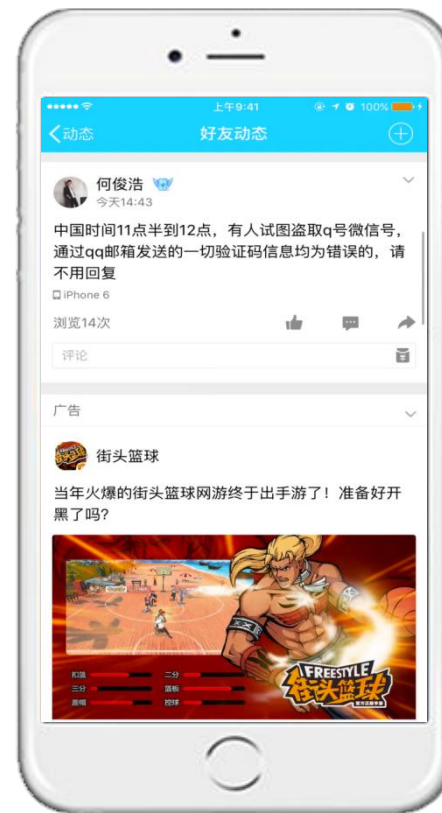 上午9:41
100%
动态
好友动态
何俊浩
今天14:43
中国时间11点半到12点，有人试图盗取q号微信号，
通过qq邮箱发送的一切验证码信息均为错误的，请
不用回复
iPhone 6
浏览14次
评论
广告
街头篮球
当年火爆的街头篮球网游终于出手游了！准备好开
黑了吗?
扣篮
二分
三分
篮板
盖帽
控球
FREESTYLE
街头篮球